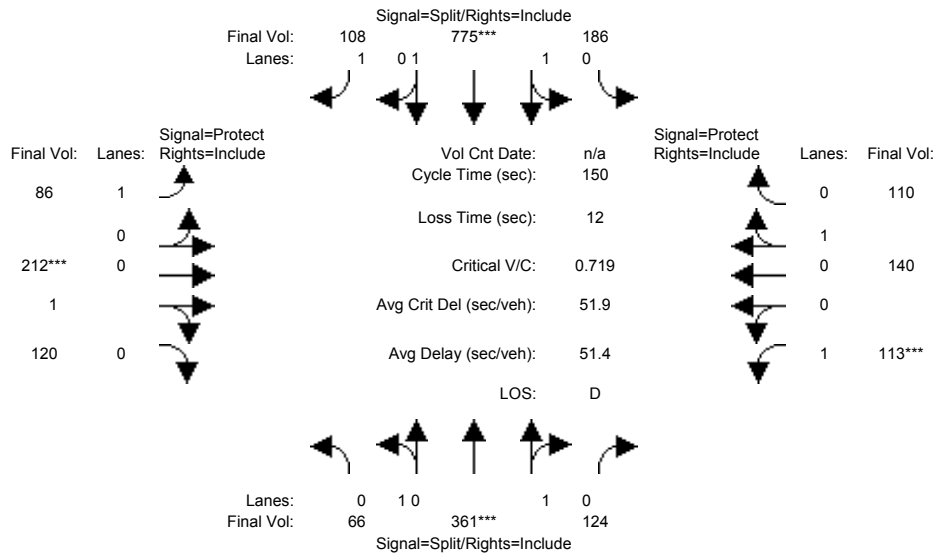 Signal=Split/Rights=Include
Final Vol: 108 775*** 186
Lanes: 1 0 1 1 0
Signal=Protect
Final Vol: Lanes: Rights=Include
Vol Cnt Date: n/a
Signal=Protect
Rights=Include Lanes: Final Vol:
Cycle Time (sec): 150
86 1
0 110
Loss Time (sec): 12
0
1
212*** 0
Critical V/C: 0.719
0 140
1 0
Avg Crit Del (sec/veh): 51.9
0
120 0
Avg Delay (sec/veh): 51.4
1 113***
LOS: D
Lanes: 0 1 0 1 0
Final Vol: 66 361*** 124
Signal=Split/Rights=Include